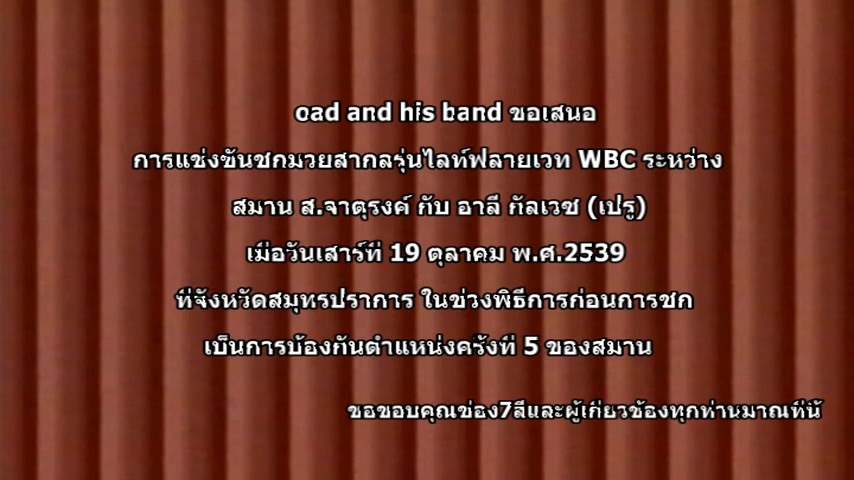 oad and his band ขอเสนอ
การแช่งขันชกมวยสากลรุ่นไลท์ฟลายเวท WBC ระหว่าง
สมาน ส.จาตุรงค์ กับ อาลี กัลเวซ (เปรู)
เมื่อวันเสาร์ที่ 19 ตุลาคม พ.ศ.2539
ที่จังหวัดสมุทรปราการ ในช่วงพิธีการก่อนการชก
เป็นการป้องกันตำแหน่งครั้งที่ 5 ของสมาน
ขอขอบคุณช่อง7สีและผู้เกี่ยวข้องทุกท่านมาณที่นี้